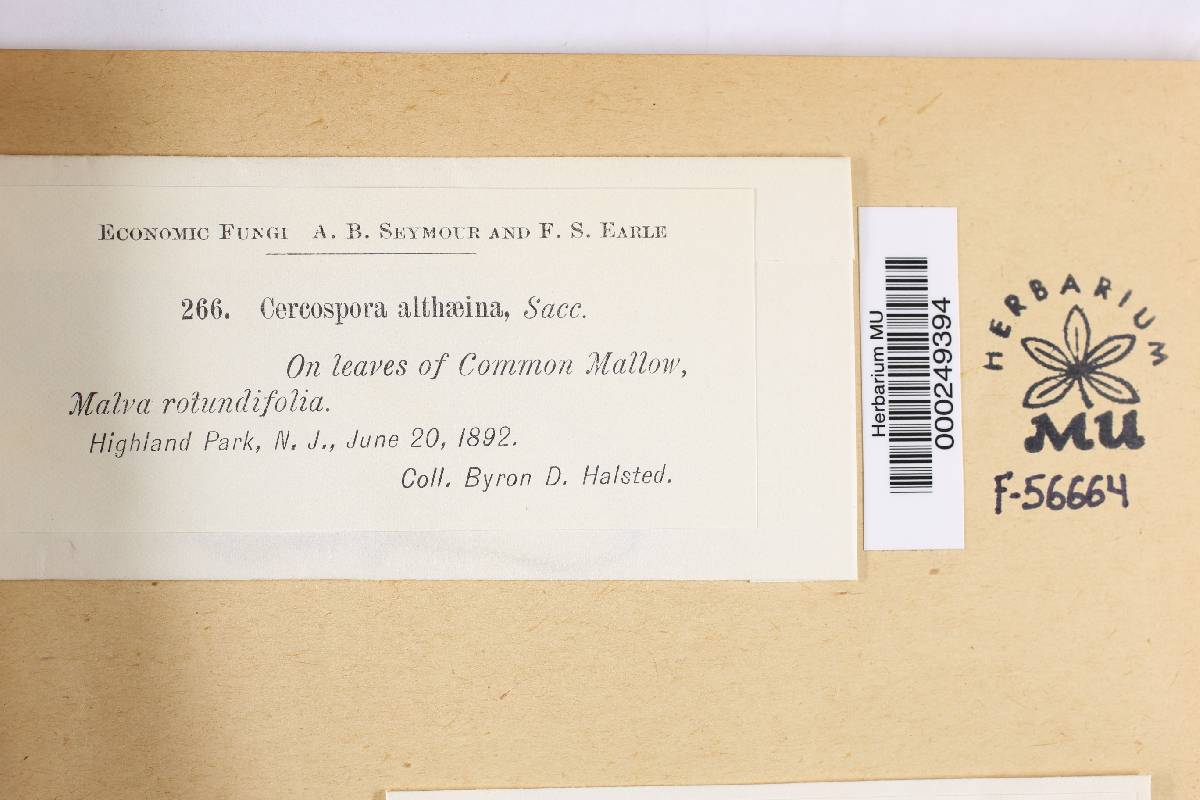 ECONOMIC FUNGI A. B. SEYMOUR AND F. S. EARLE
266. Cercospora althæina, Sacc.
On leaves of Common Mallow,
Malva rotundifolia.
Highland Park, N. J., June 20, 1892.
Coll. Byron D. Halsted.
Herbarium MU
000249394
HERBARIUM
MU
F-56664